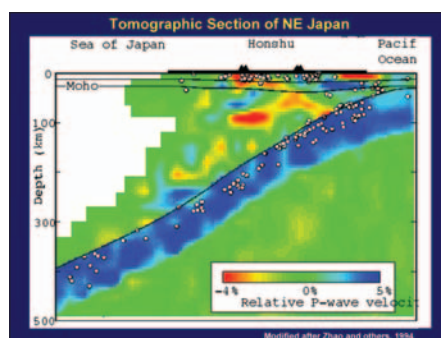 Tomographic Section of NE Japan
Sea of Japan Honshu Pacif
Ocean
0
Moho
100
Depth (km)
300
500
-4% 0% 5%
Relative P-wave velocit
Modified after Zhao and others, 1994